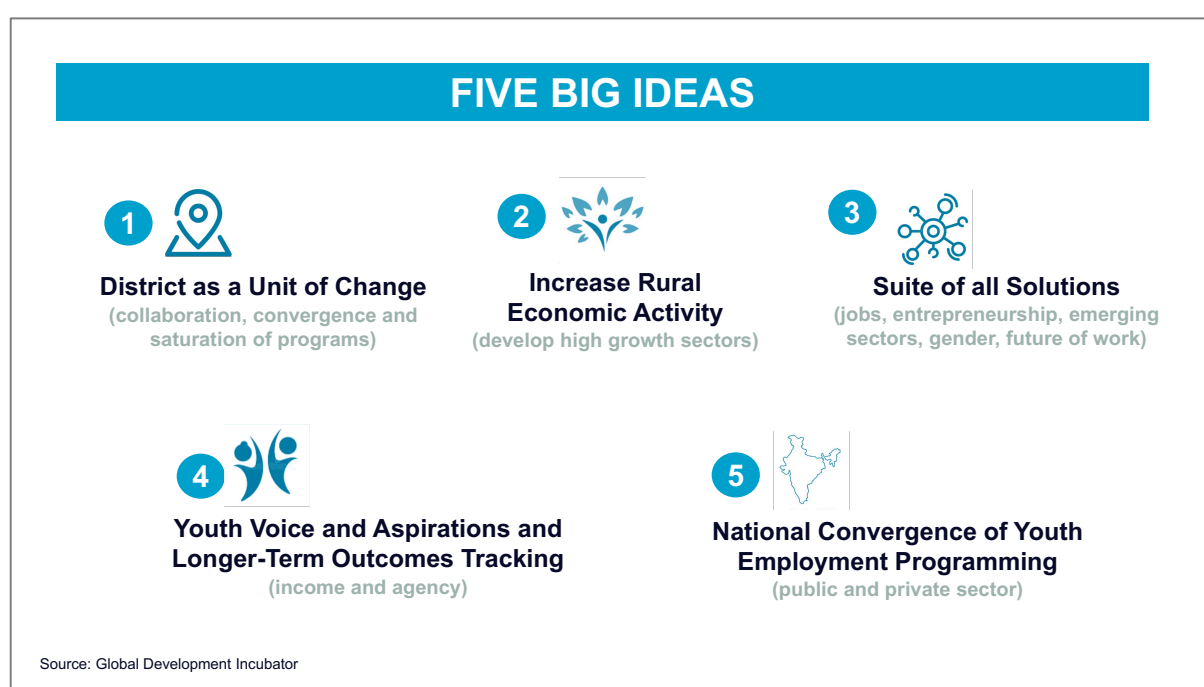 FIVE BIG IDEAS
1
District as a Unit of Change
(collaboration, convergence and
saturation of programs)
2
Increase Rural
Economic Activity
(develop high growth sectors)
3
Suite of all Solutions
(jobs, entrepreneurship, emerging
sectors, gender, future of work)
4
Youth Voice and Aspirations and
Longer-Term Outcomes Tracking
(income and agency)
5
National Convergence of Youth
Employment Programming
(public and private sector)
Source: Global Development Incubator